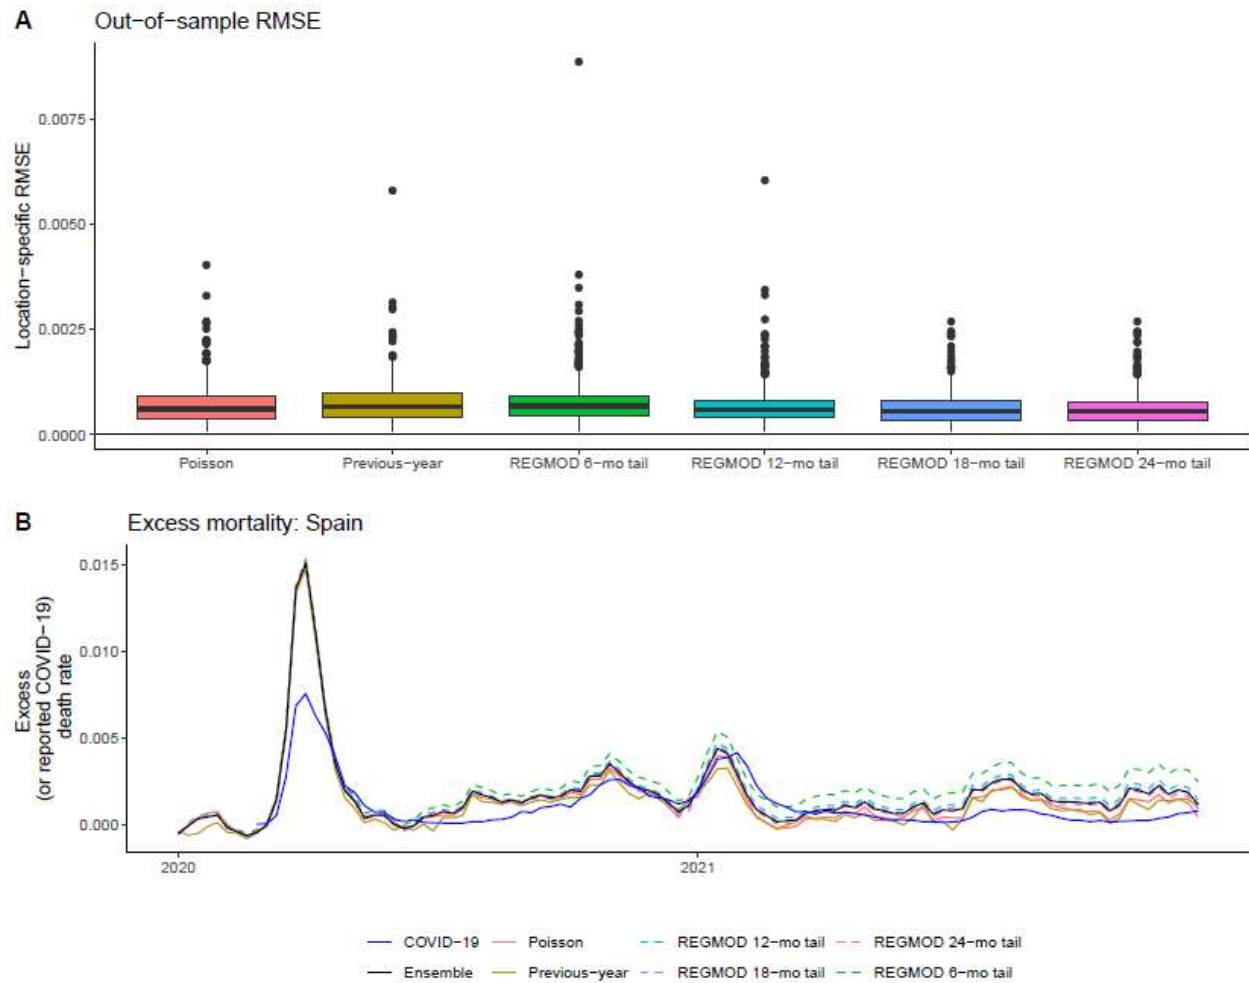 A Out−of−sample RMSE
Location−specific RMSE
0.0075
0.0050
0.0025
0.0000
Poisson Previous−year REGMOD 6−mo tail REGMOD 12−mo tail REGMOD 18−mo tail REGMOD 24−mo tail
B Excess mortality: Spain
Excess
(or reported COVID−19)
death rate
0.015
0.010
0.005
0.000
2020 2021
COVID−19 Poisson REGMOD 12−mo tail REGMOD 24−mo tail
Ensemble Previous−year REGMOD 18−mo tail REGMOD 6−mo tail